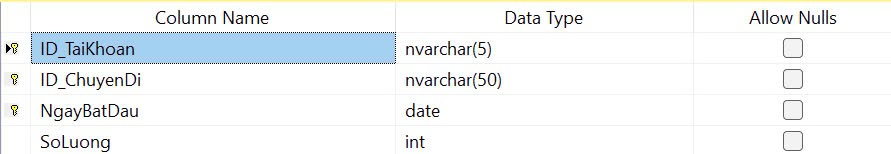 Column Name Data Type Allow Nulls
ID_TaiKhoan nvarchar(5)
ID_ChuyenDi nvarchar(50)
NgayBatDau date
SoLuong int